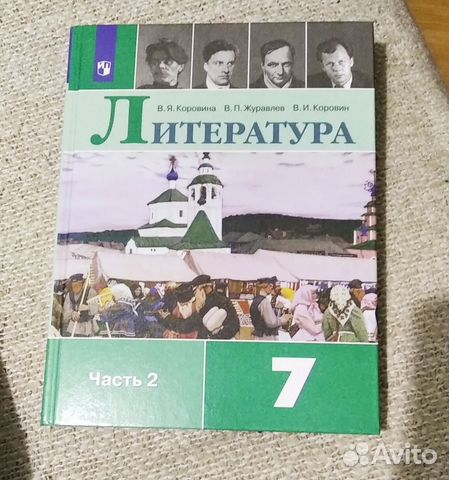 В. Я. Коровина В. П. Журавлев В. И. Коровин
ЛИТЕРАТУРА
Часть 2
7
Avito